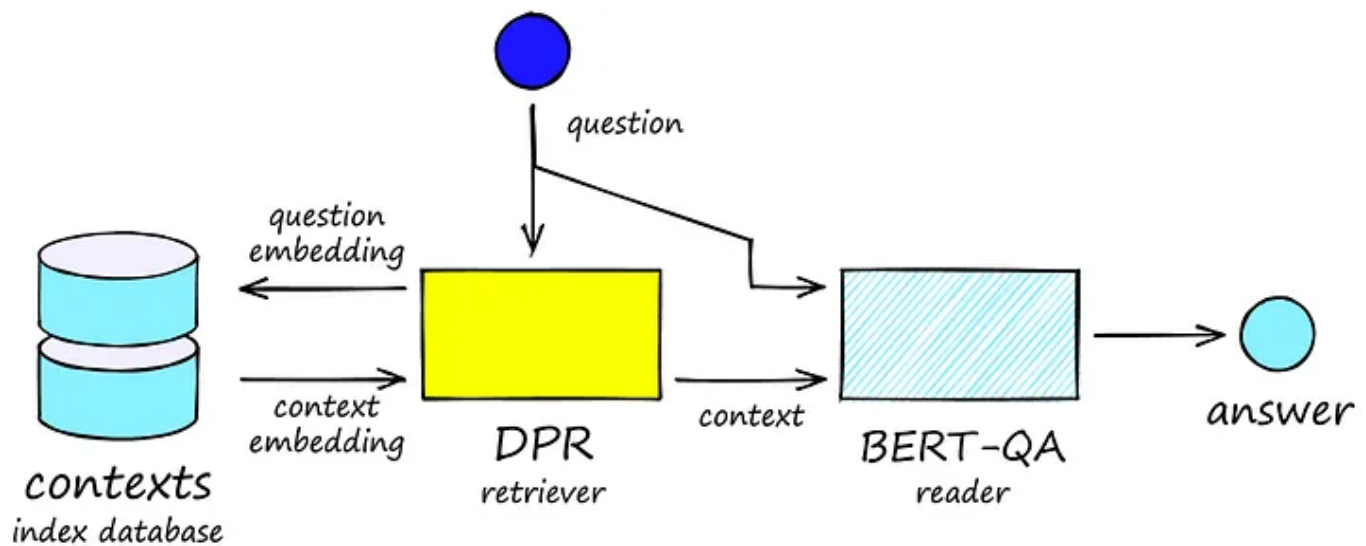 question
question
embedding
context
embedding
contexts
index database
DPR
retriever
context
BERT-QA
reader
answer